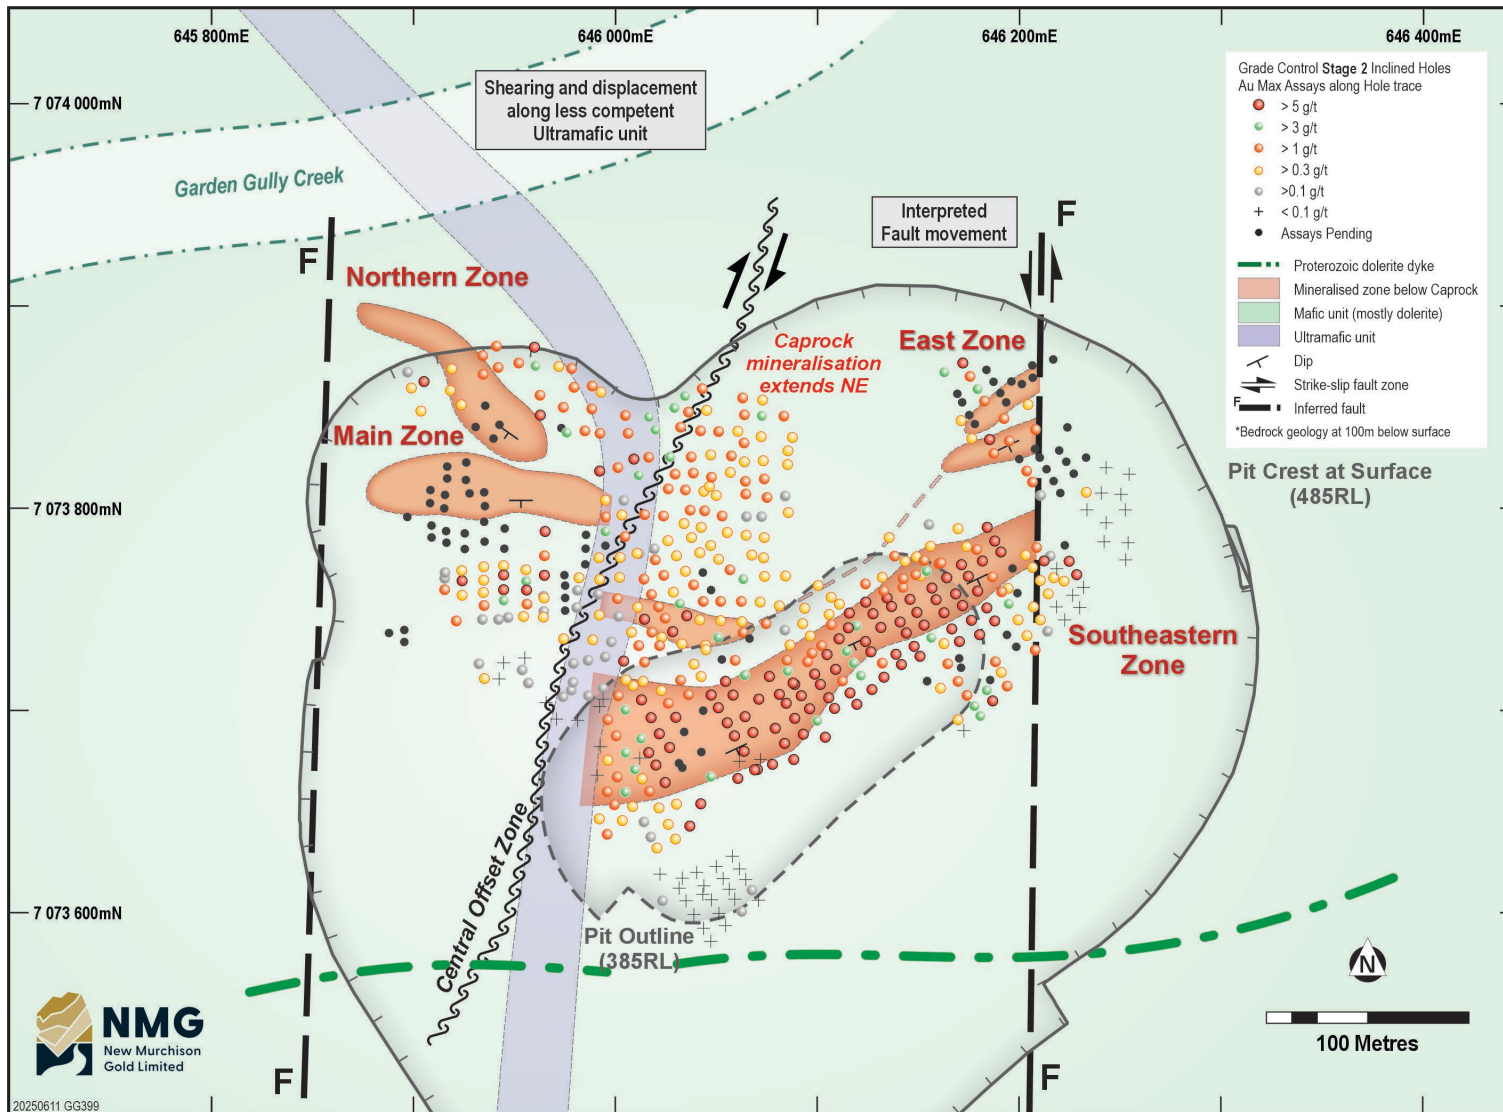 645 800mE
646 000mE
646 200mE
646 400mE
7 074 000mN
7 073 800mN
7 073 600mN
Shearing and displacement
along less competent
Ultramafic unit
Garden Gully Creek
Interpreted
Fault movement
F
F
Northern Zone
Main Zone
Caprock
mineralisation
extends NE
East Zone
Southeastern
Zone
Pit Crest at Surface
(485RL)
Central Offset Zone
Pit Outline
(385RL)
F
F
Grade Control Stage 2 Inclined Holes
Au Max Assays along Hole trace
> 5 g/t
> 3 g/t
> 1 g/t
> 0.3 g/t
>0.1 g/t
< 0.1 g/t
Assays Pending
Proterozoic dolerite dyke
Mineralised zone below Caprock
Mafic unit (mostly dolerite)
Ultramafic unit
Dip
Strike-slip fault zone
F
Inferred fault
*Bedrock geology at 100m below surface
N
100 Metres
NMG
New Murchison
Gold Limited
20250611 GG399